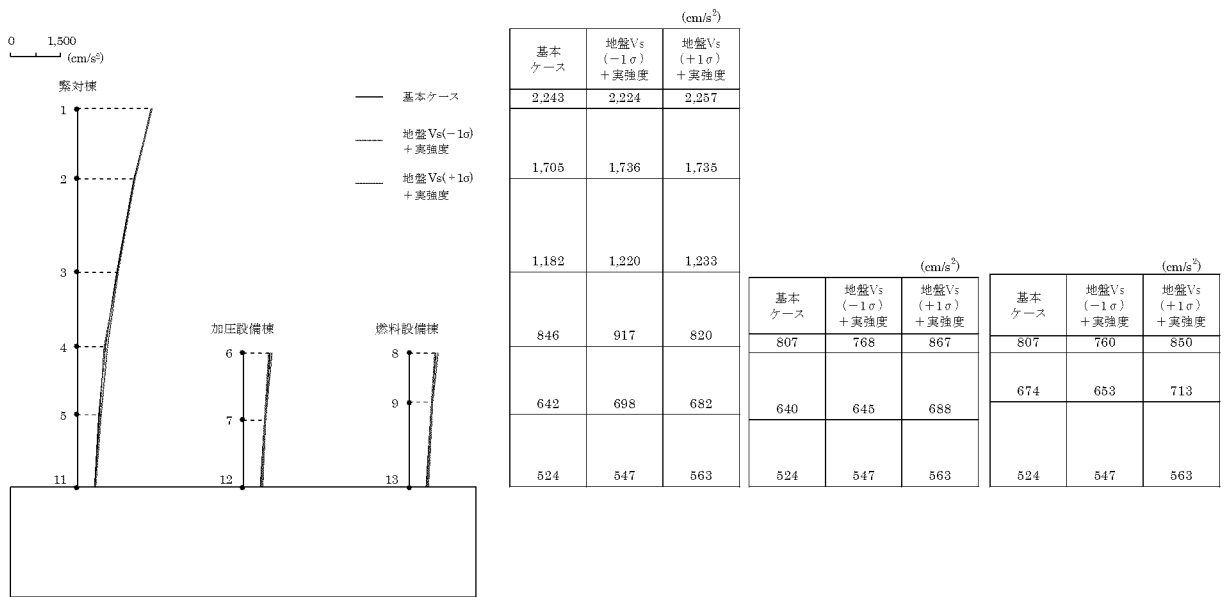 0 1,500
(cm/s²)
緊対棟
1
2
3
4
5
11
加圧設備棟
6
7
12
燃料設備棟
8
9
13
基本ケース
地盤Vs(−1σ)
＋実強度
地盤Vs(＋1σ)
＋実強度
(cm/s²)
基本 地盤Vs 地盤Vs
ケース (−1σ) (＋1σ)
＋実強度 ＋実強度
2,243 2,224 2,257
1,705 1,736 1,735
1,182 1,220 1,233
846 917 820
642 698 682
524 547 563
(cm/s²)
基本 地盤Vs 地盤Vs
ケース (−1σ) (＋1σ)
＋実強度 ＋実強度
807 768 867
640 645 688
524 547 563
(cm/s²)
基本 地盤Vs 地盤Vs
ケース (−1σ) (＋1σ)
＋実強度 ＋実強度
807 760 850
674 653 713
524 547 563